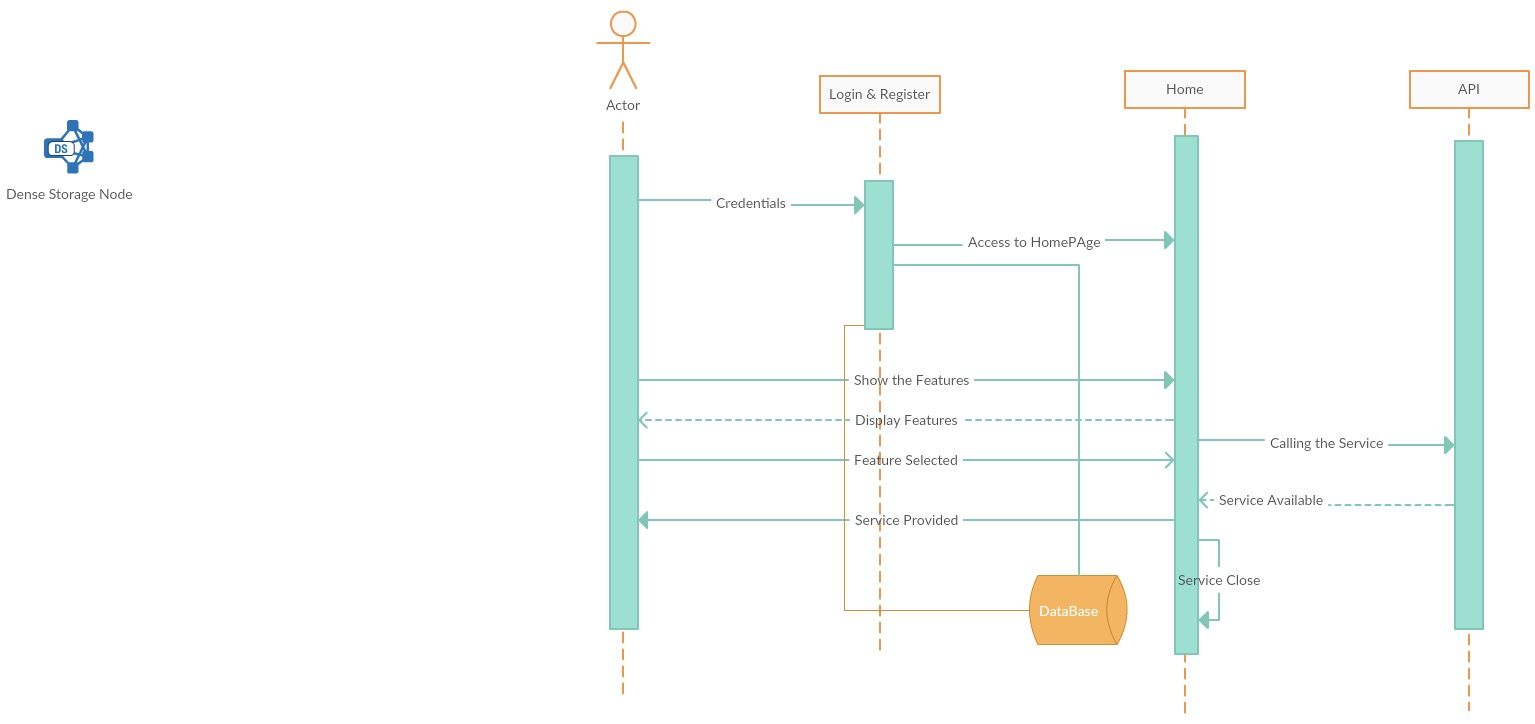 Actor
Login & Register
Home
API
DS
Dense Storage Node
Credentials
Access to HomePAge
Show the Features
Display Features
Calling the Service
Feature Selected
Service Available
Service Provided
Service Close
DataBase